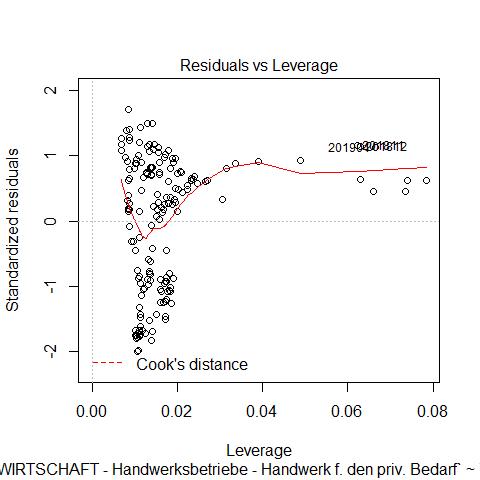 Residuals vs Leverage
Standardized residuals
2
1
0
-1
-2
Cook's distance
0.00
0.02
0.04
0.06
0.08
Leverage
WIRTSCHAFT - Handwerksbetriebe - Handwerk f. den priv. Bedarf` ~